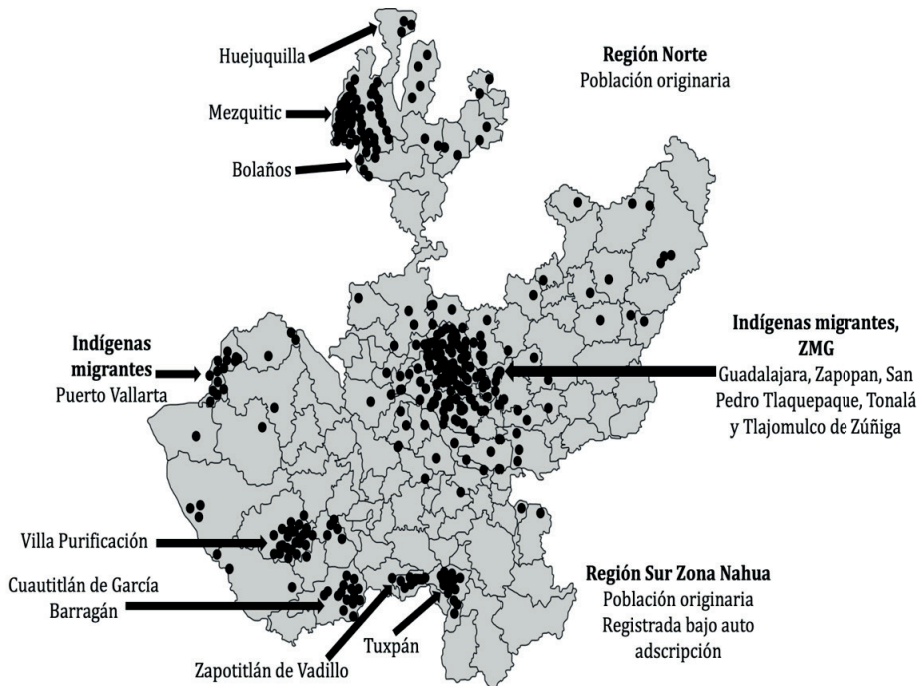 Huejuquilla
Región Norte
Población originaria
Mezquitic
Bolaños
Indígenas
migrantes
Puerto Vallarta
Indígenas migrantes,
ZMG
Guadalajara, Zapopan, San
Pedro Tlaquepaque, Tonalá
y Tlajomulco de Zúñiga
Villa Purificación
Cuautitlán de García
Barragán
Zapotitlán de Vadillo
Tuxpán
Región Sur Zona Nahua
Población originaria
Registrada bajo auto
adscripción